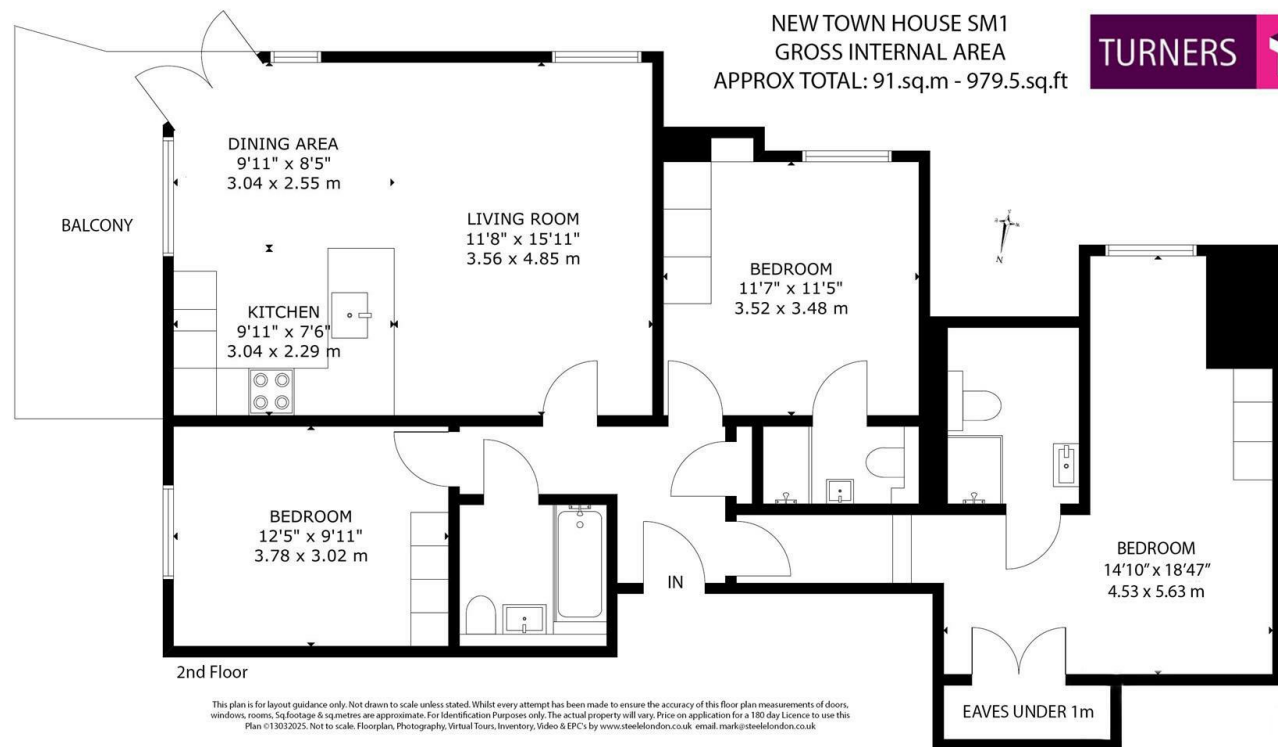 NEW TOWN HOUSE SM1
GROSS INTERNAL AREA
APPROX TOTAL: 91.sq.m - 979.5.sq.ft
TURNERS
DINING AREA
9'11" x 8'5"
3.04 x 2.55 m
BALCONY
LIVING ROOM
11'8" x 15'11"
3.56 x 4.85 m
KITCHEN
9'11" x 7'6"
3.04 x 2.29 m
BEDROOM
11'7" x 11'5"
3.52 x 3.48 m
N
BEDROOM
12'5" x 9'11"
3.78 x 3.02 m
IN
BEDROOM
14'10" x 18'47"
4.53 x 5.63 m
EAVES UNDER 1m
2nd Floor
This plan is for layout guidance only. Not drawn to scale unless stated. Whilst every attempt has been made to ensure the accuracy of this floor plan measurements of doors,
windows, rooms, Sq.footage & sq.metres are approximate. For Identification Purposes only. The actual property will vary. Price on application for a 180 day Licence to use this
Plan ©13032025. Not to scale. Floorplan, Photography, Virtual Tours, Inventory, Video & EPC's by www.steelelondon.co.uk email. mark@steelelondon.co.uk